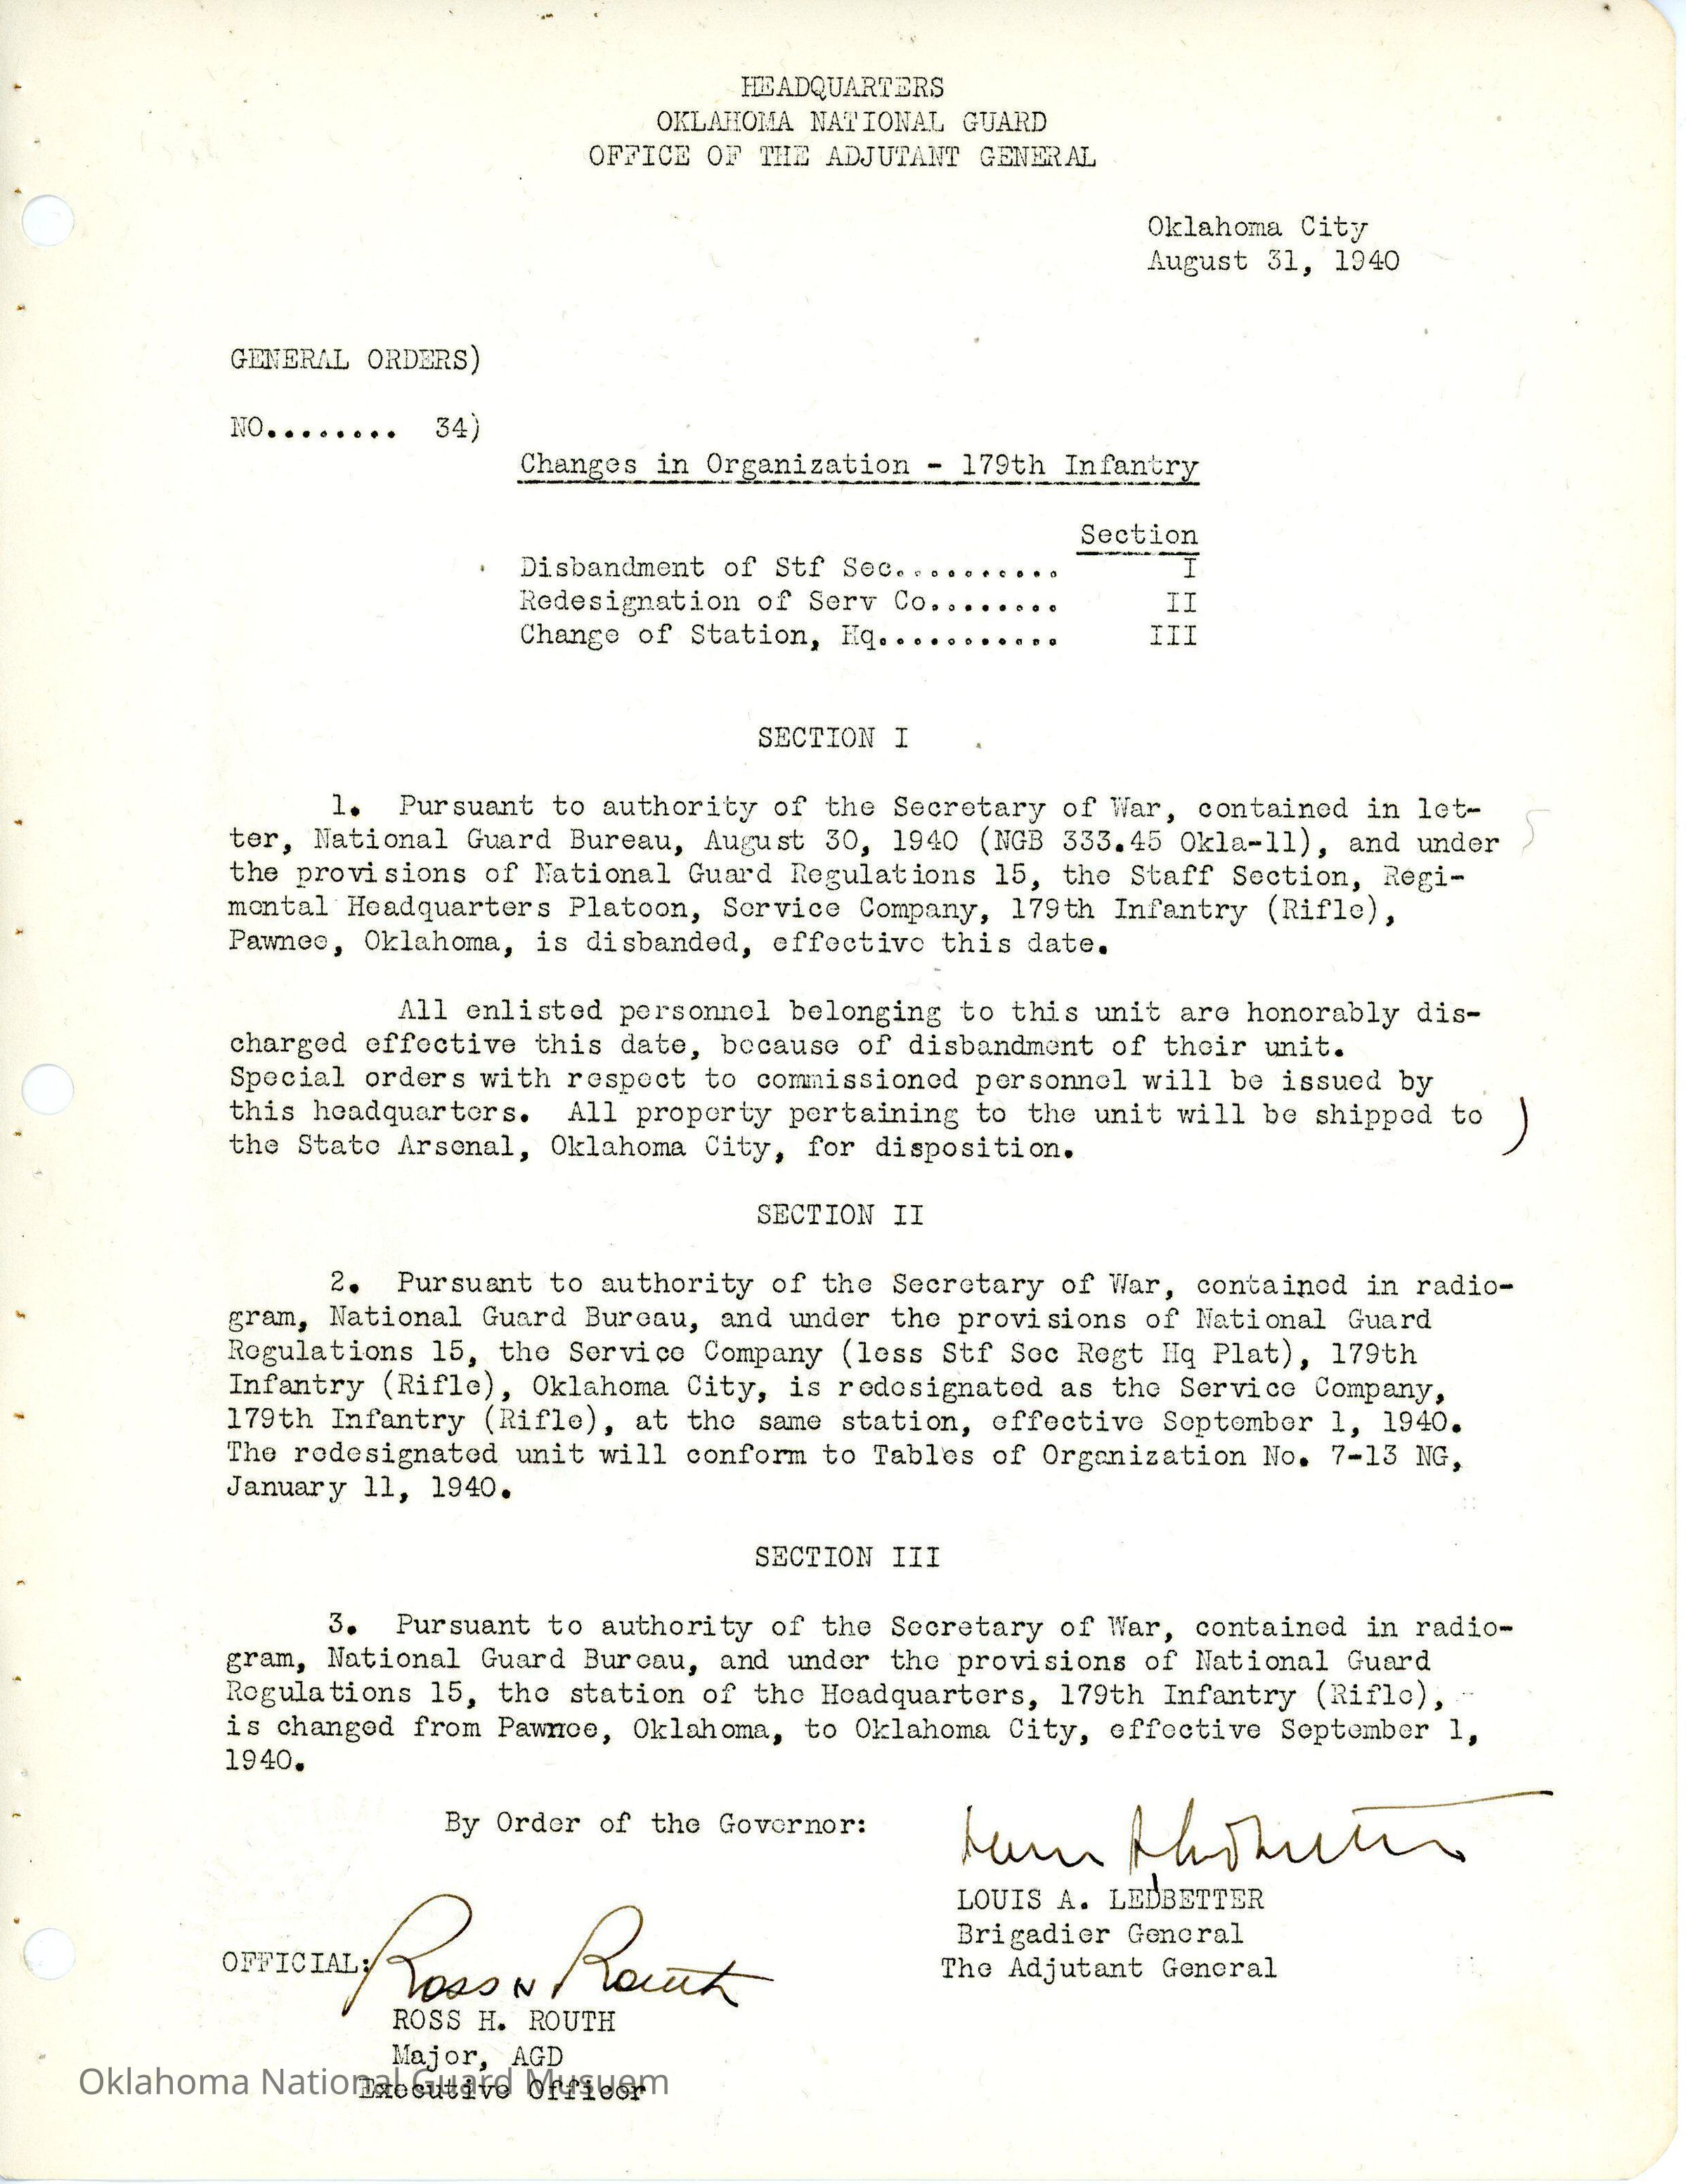 HEADQUARTERS
OKLAHOMA NATIONAL GUARD
OFFICE OF THE ADJUTANT GENERAL
Oklahoma City
August 31, 1940
GENERAL ORDERS)
NO........ 34)
Changes in Organization - 179th Infantry
Section
Disbandment of Stf Sec.......... I
Redesignation of Serv Co........ II
Change of Station, Hq........... III
SECTION I
1. Pursuant to authority of the Secretary of War, contained in let-
ter, National Guard Bureau, August 30, 1940 (NGB 333.45 Okla-11), and under
the provisions of National Guard Regulations 15, the Staff Section, Regi-
mental Headquarters Platoon, Service Company, 179th Infantry (Rifle),
Pawnee, Oklahoma, is disbanded, effective this date.
All enlisted personnel belonging to this unit are honorably dis-
charged effective this date, because of disbandment of their unit.
Special orders with respect to commissioned personnel will be issued by
this headquarters. All property pertaining to the unit will be shipped to
the State Arsenal, Oklahoma City, for disposition.
SECTION II
2. Pursuant to authority of the Secretary of War, contained in radio-
gram, National Guard Bureau, and under the provisions of National Guard
Regulations 15, the Service Company (less Stf Sec Regt Hq Plat), 179th
Infantry (Rifle), Oklahoma City, is redesignated as the Service Company,
179th Infantry (Rifle), at the same station, effective September 1, 1940.
The redesignated unit will conform to Tables of Organization No. 7-13 NG,
January 11, 1940.
SECTION III
3. Pursuant to authority of the Secretary of War, contained in radio-
gram, National Guard Bureau, and under the provisions of National Guard
Regulations 15, the station of the Headquarters, 179th Infantry (Rifle),
is changed from Pawnee, Oklahoma, to Oklahoma City, effective September 1,
1940.
By Order of the Governor:
LOUIS A. LEDBETTER
Brigadier General
The Adjutant General
OFFICIAL:
Ross H Routh
ROSS H. ROUTH
Major, AGD
Executive Officer
Oklahoma National Guard Musuem